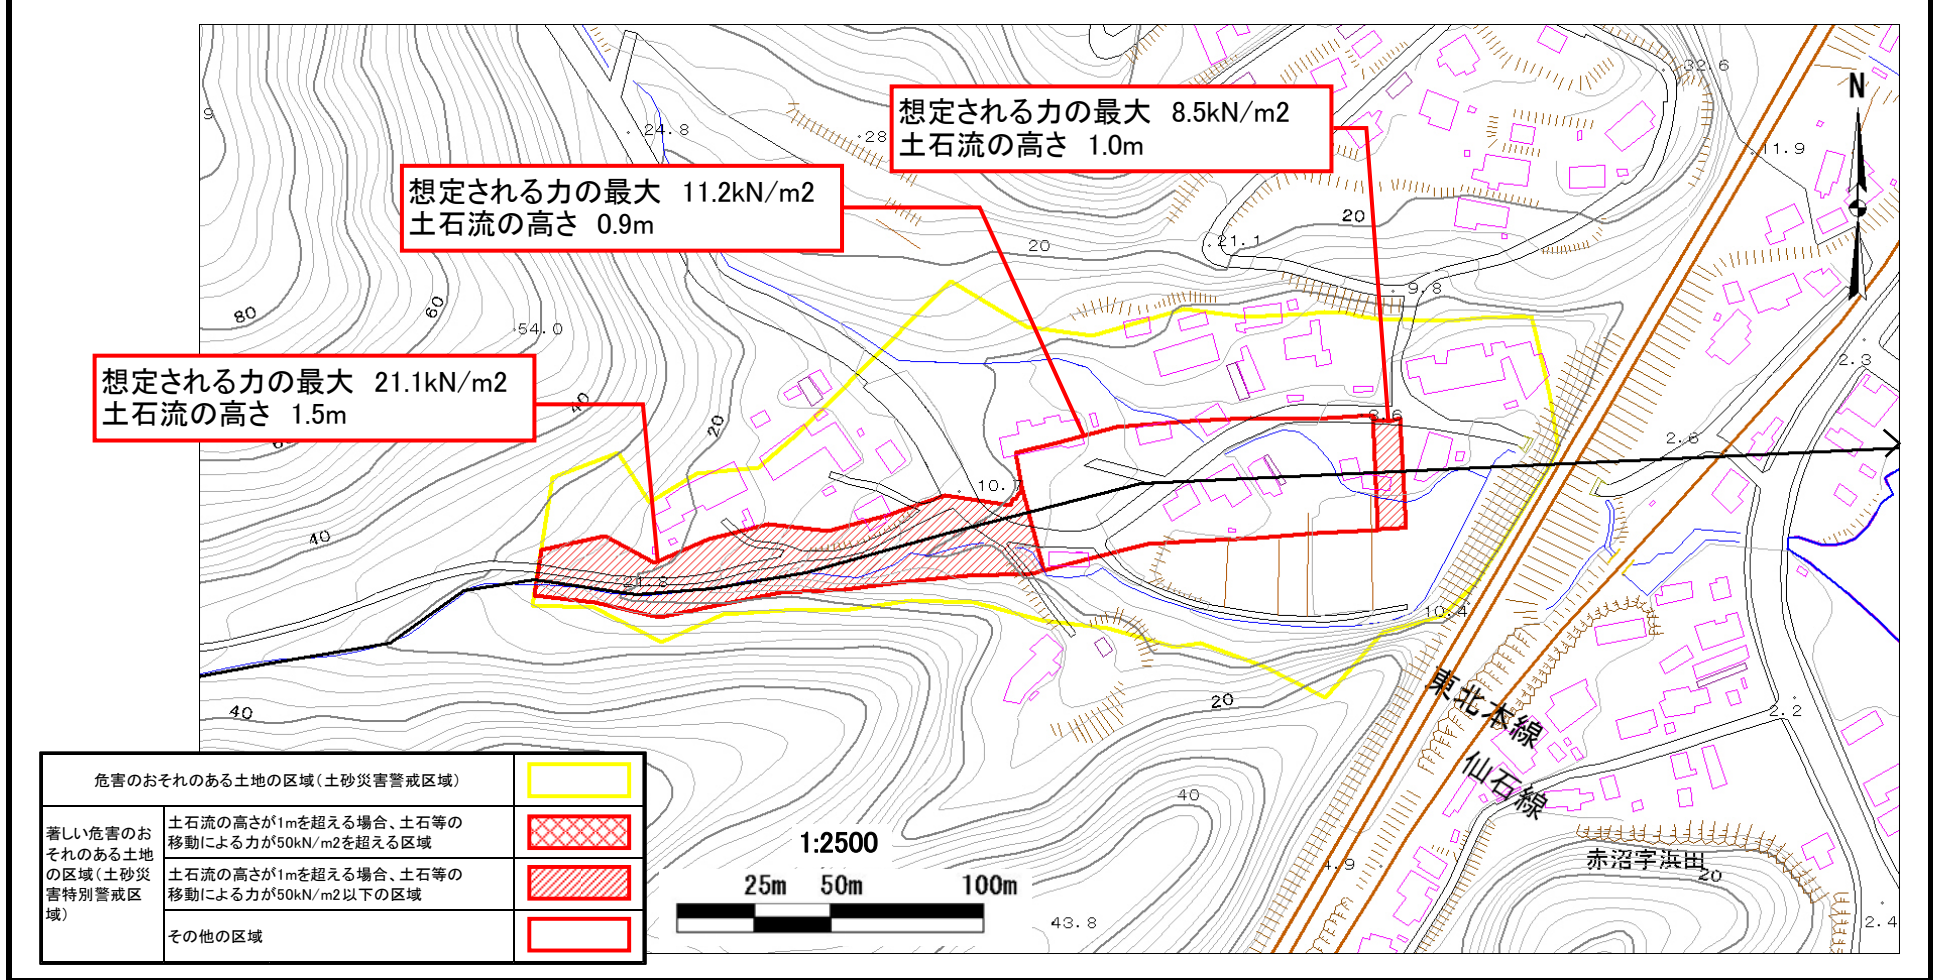 想定される力の最大 8.5kN/m2
土石流の高さ 1.0m
想定される力の最大 11.2kN/m2
土石流の高さ 0.9m
想定される力の最大 21.1kN/m2
土石流の高さ 1.5m
N
32.6
24.8
28
11.9
9
20
20
21.1
9.8
80
60
54.0
2.3
40
20
8.6
2.6
10.7
40
21.8
10.4
40
20
東北本線
仙石線
2.2
40
4.9
赤沼字浜田
20
43.8
2.4
危害のおそれのある土地の区域(土砂災害警戒区域)
著しい危害のお
それのある土地
の区域(土砂災
害特別警戒区
域)
土石流の高さが1mを超える場合、土石等の
移動による力が50kN/m2を超える区域
土石流の高さが1mを超える場合、土石等の
移動による力が50kN/m2以下の区域
その他の区域
1:2500
25m 50m 100m